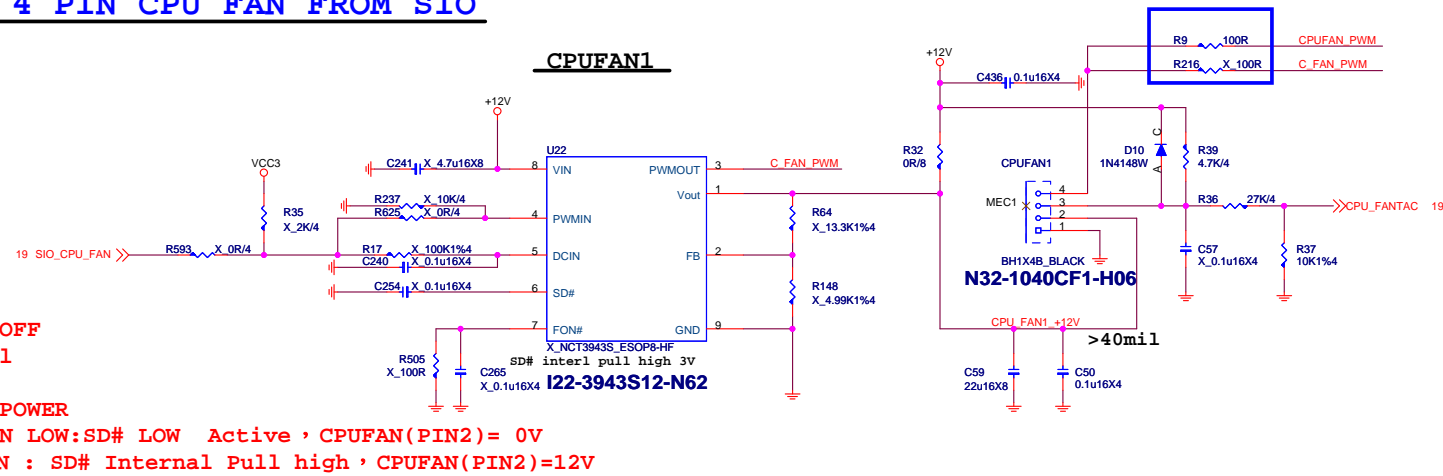 4 PIN CPU FAN FROM SIO
CPUFAN1
+12V
VCC3
R35
X_2K/4
19 SIO_CPU_FAN
R593
X_0R/4
C241
X_4.7u16X8
R237
X_10K/4
R625
X_0R/4
R17
X_100K1%4
C240
X_0.1u16X4
C254
X_0.1u16X4
R505
X_100R
C265
X_0.1u16X4
U22
8 VIN
4 PWMIN
5 DCIN
6 SD#
7 FON#
PWMOUT 3
Vout 1
FB 2
GND 9
X_NCT3943S_ESOP8-HF
SD# interl pull high 3V
I22-3943S12-N62
C_FAN_PWM
R64
X_13.3K1%4
R148
X_4.99K1%4
+12V
C436
0.1u16X4
R32
0R/8
CPUFAN1
MEC1
4
3
2
1
BH1X4B_BLACK
N32-1040CF1-H06
D10
1N4148W
C
A
R39
4.7K/4
R9
100R
CPUFAN_PWM
R216
X_100R
C_FAN_PWM
R36
27K/4
CPU_FANTAC 19
C57
X_0.1u16X4
R37
10K1%4
CPU_FAN1_+12V
>40mil
C59
22u16X8
C50
0.1u16X4
OFF
POWER
N LOW:SD# LOW Active，CPUFAN(PIN2)= 0V
N : SD# Internal Pull high，CPUFAN(PIN2)=12V